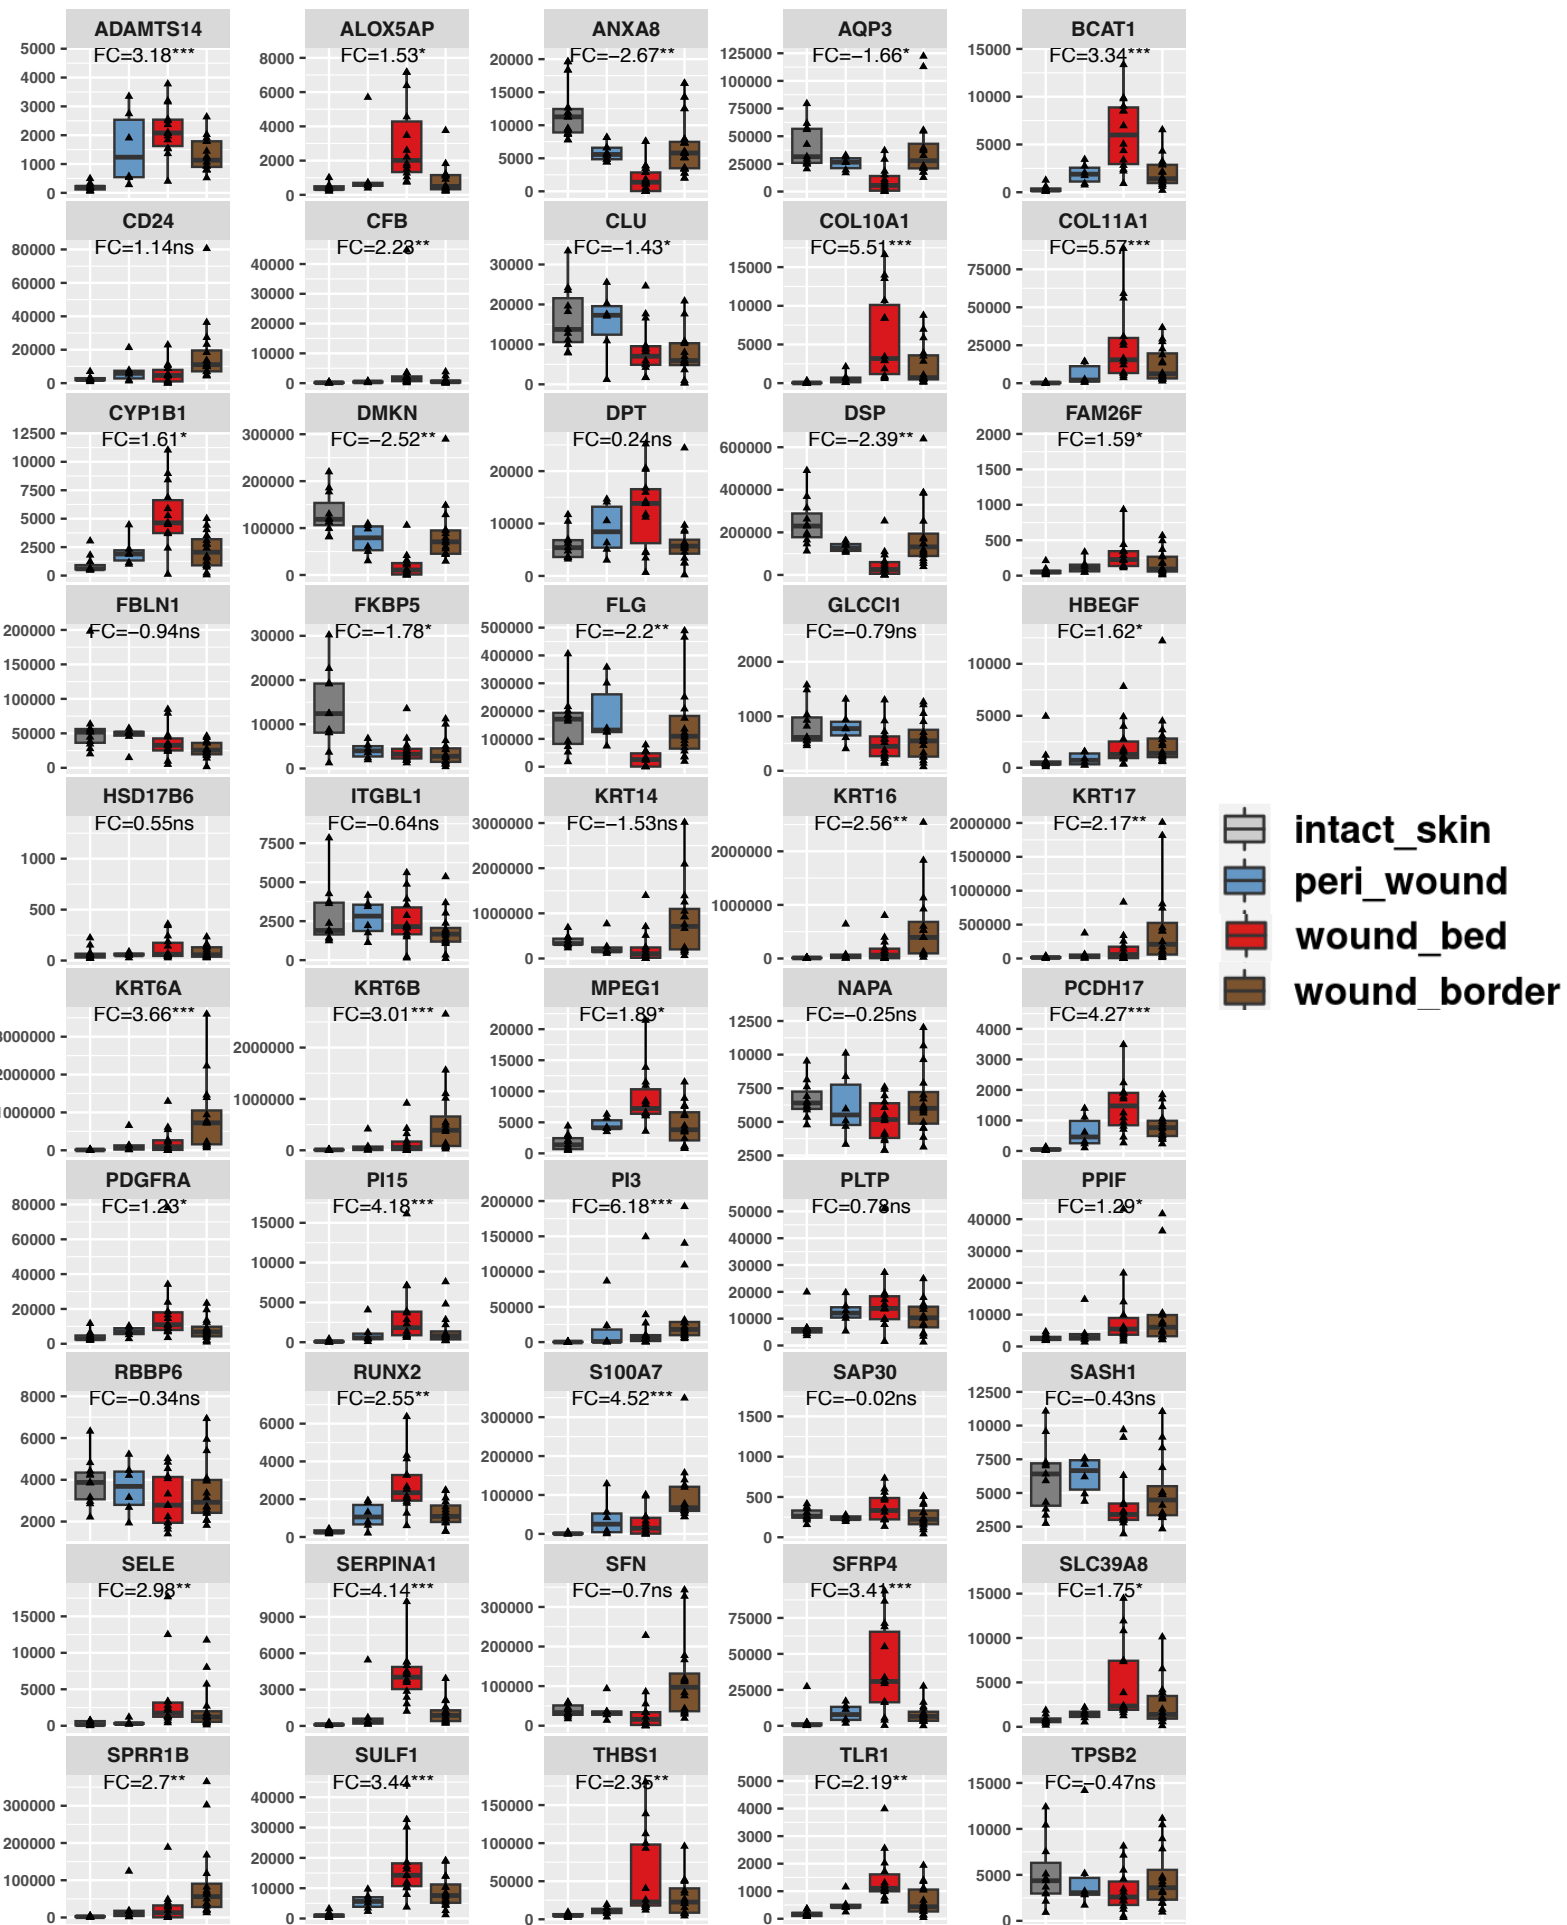 ADAMTS14 ALOX5AP ANXA8 AQP3 BCAT1
FC=3.18*** FC=1.53* FC=−2.67** FC=−1.66* FC=3.34***
5000 4000 3000 2000 1000 0
8000 6000 4000 2000 0
20000 15000 10000 5000 0
125000 100000 75000 50000 25000 0
15000 10000 5000 0
CD24 CFB CLU COL10A1 COL11A1
FC=1.14ns FC=2.23** FC=−1.43* FC=5.51*** FC=5.57***
80000 60000 40000 20000 0
40000 30000 20000 10000 0
30000 20000 10000 0
15000 10000 5000 0
75000 50000 25000 0
CYP1B1 DMKN DPT DSP FAM26F
FC=1.61* FC=−2.52** FC=0.24ns FC=−2.39** FC=1.59*
12500 10000 7500 5000 2500 0
300000 200000 100000 0
20000 10000 0
600000 400000 200000 0
2000 1500 1000 500 0
FBLN1 FKBP5 FLG GLCCI1 HBEGF
FC=−0.94ns FC=−1.78* FC=−2.2** FC=−0.79ns FC=1.62*
200000 150000 100000 50000 0
30000 20000 10000 0
500000 400000 300000 200000 100000 0
2000 1000 0
10000 5000 0
HSD17B6 ITGBL1 KRT14 KRT16 KRT17
FC=0.55ns FC=−0.64ns FC=−1.53ns FC=2.56** FC=2.17**
1000 500 0
7500 5000 2500 0
3000000 2000000 1000000 0
2000000 1000000 0
2000000 1500000 1000000 500000 0
intact_skin
peri_wound
wound_bed
wound_border
KRT6A KRT6B MPEG1 NAPA PCDH17
FC=3.66*** FC=3.01*** FC=1.89* FC=−0.25ns FC=4.27***
3000000 2000000 1000000 0
2000000 1000000 0
20000 15000 10000 5000 0
12500 10000 7500 5000 2500
4000 3000 2000 1000 0
PDGFRA PI15 PI3 PLTP PPIF
FC=1.23* FC=4.18*** FC=6.18*** FC=0.78ns FC=1.29*
80000 60000 40000 20000 0
15000 10000 5000 0
200000 150000 100000 50000 0
50000 40000 30000 20000 10000 0
40000 30000 20000 10000 0
RBBP6 RUNX2 S100A7 SAP30 SASH1
FC=−0.34ns FC=2.55** FC=4.52*** FC=−0.02ns FC=−0.43ns
8000 6000 4000 2000
6000 4000 2000 0
300000 200000 100000 0
1500 1000 500 0
12500 10000 7500 5000 2500
SELE SERPINA1 SFN SFRP4 SLC39A8
FC=2.98** FC=4.14*** FC=−0.7ns FC=3.41*** FC=1.75*
15000 10000 5000 0
9000 6000 3000 0
300000 200000 100000 0
75000 50000 25000 0
15000 10000 5000 0
SPRR1B SULF1 THBS1 TLR1 TPSB2
FC=2.7** FC=3.44*** FC=2.35** FC=2.19** FC=−0.47ns
300000 200000 100000 0
40000 30000 20000 10000 0
150000 100000 50000 0
5000 4000 3000 2000 1000 0
15000 10000 5000 0